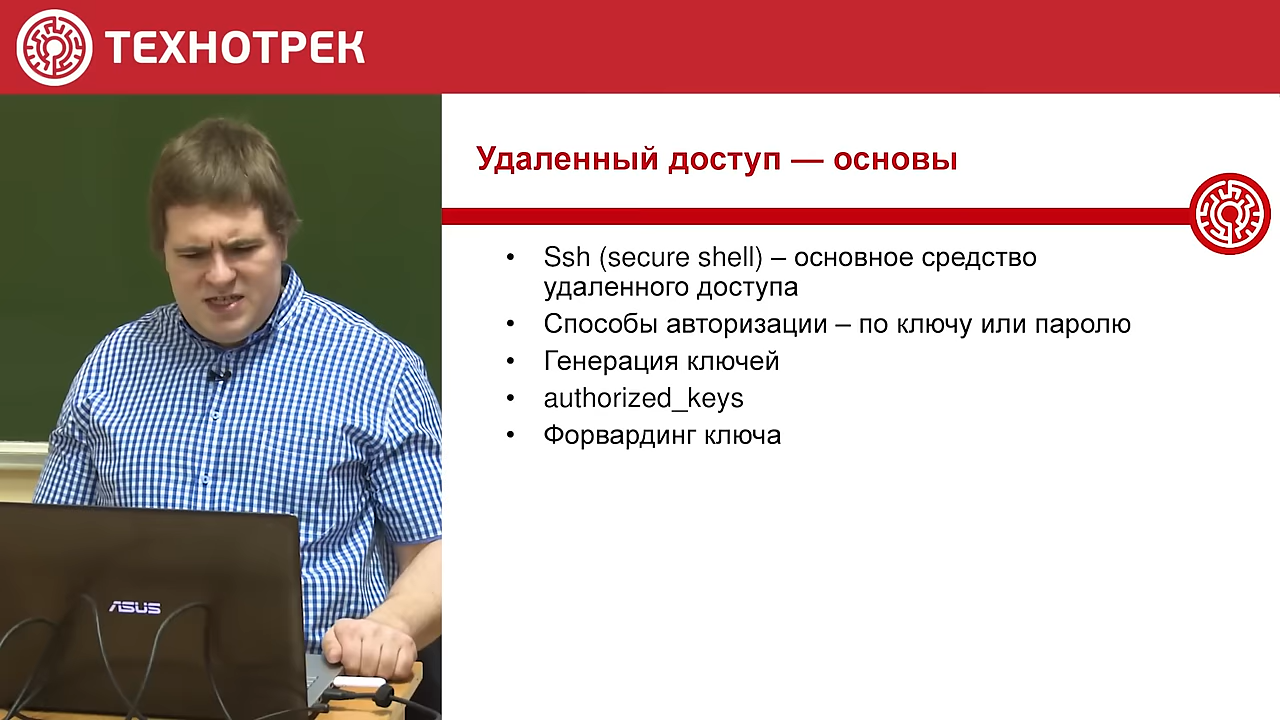 ТЕХНОТРЕК
Удаленный доступ — основы
• Ssh (secure shell) – основное средство
удаленного доступа
• Способы авторизации – по ключу или паролю
• Генерация ключей
• authorized_keys
• Форвардинг ключа
ASUS